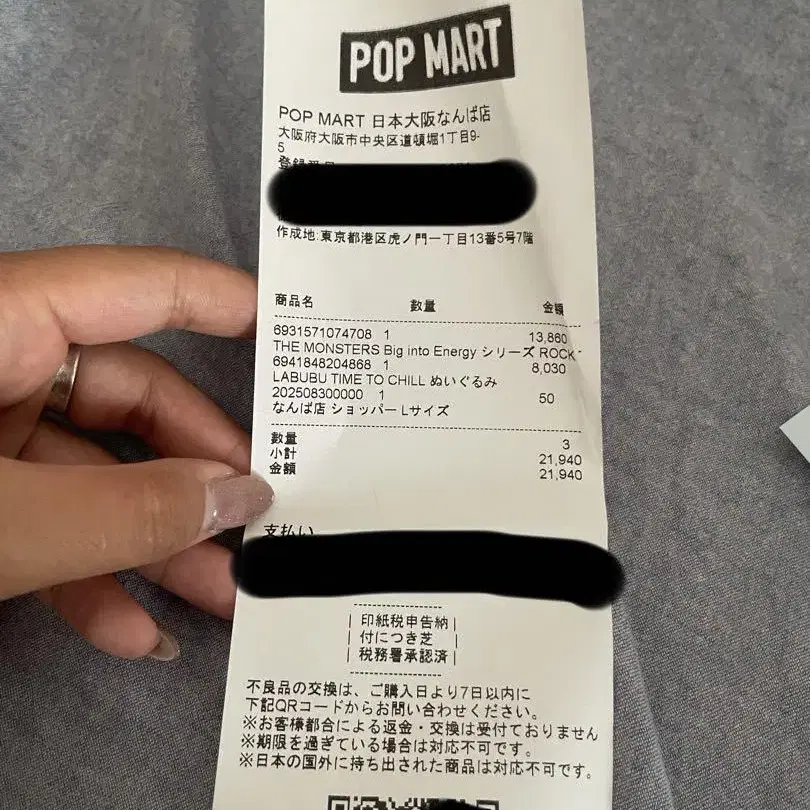 POP MART
POP MART 日本大阪なんば店
大阪府大阪市中央区道頓堀1丁目9-
5
登録番号
作成地:東京都港区虎ノ門一丁目13番5号7階
商品名 数量 金額
6931571074708 1 13,860
THE MONSTERS Big into Energy シリーズ ROCK
6941848204868 1 8,030
LABUBU TIME TO CHILL ぬいぐるみ
202508300000 1 50
なんば店 ショッパー Lサイズ
数量 3
小計 21,940
金額 21,940
支払い
印紙税申告納
付につき芝
税務署承認済
不良品の交換は、ご購入日より7日以内に
下記QRコードからお問い合わせください。
※お客様都合による返金・交換は受付ておりません
※期限を過ぎている場合は対応不可です。
※日本の国外に持ち出された商品は対応不可です。